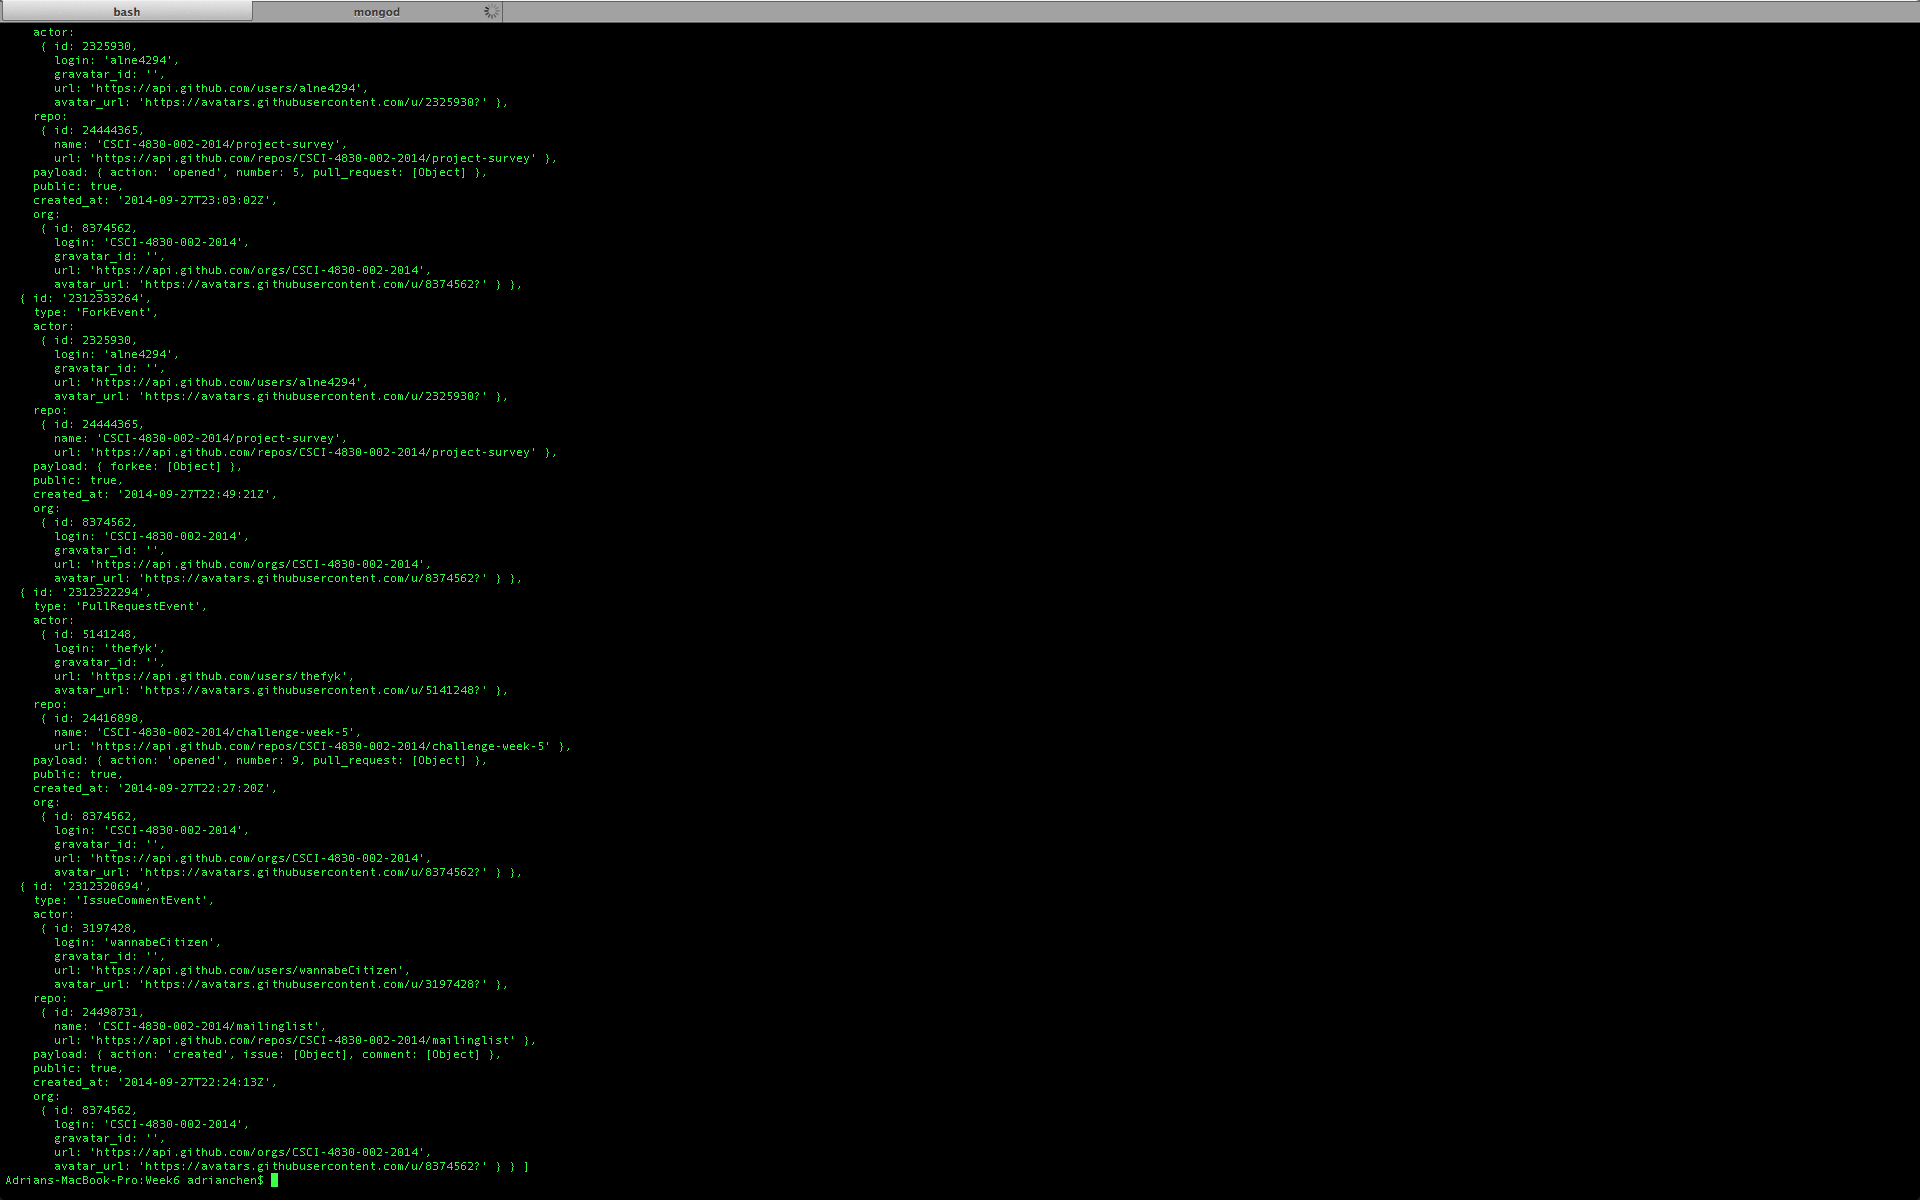 bash
mongod
actor:
{ id: 2325930,
login: 'alne4294',
gravatar_id: '',
url: 'https://api.github.com/users/alne4294',
avatar_url: 'https://avatars.githubusercontent.com/u/2325930?' },
repo:
{ id: 24444365,
name: 'CSCI-4830-002-2014/project-survey',
url: 'https://api.github.com/repos/CSCI-4830-002-2014/project-survey' },
payload: { action: 'opened', number: 5, pull_request: [Object] },
public: true,
created_at: '2014-09-27T23:03:02Z',
org:
{ id: 8374562,
login: 'CSCI-4830-002-2014',
gravatar_id: '',
url: 'https://api.github.com/orgs/CSCI-4830-002-2014',
avatar_url: 'https://avatars.githubusercontent.com/u/8374562?' } },
{ id: '2312333264',
type: 'ForkEvent',
actor:
{ id: 2325930,
login: 'alne4294',
gravatar_id: '',
url: 'https://api.github.com/users/alne4294',
avatar_url: 'https://avatars.githubusercontent.com/u/2325930?' },
repo:
{ id: 24444365,
name: 'CSCI-4830-002-2014/project-survey',
url: 'https://api.github.com/repos/CSCI-4830-002-2014/project-survey' },
payload: { forkee: [Object] },
public: true,
created_at: '2014-09-27T22:49:21Z',
org:
{ id: 8374562,
login: 'CSCI-4830-002-2014',
gravatar_id: '',
url: 'https://api.github.com/orgs/CSCI-4830-002-2014',
avatar_url: 'https://avatars.githubusercontent.com/u/8374562?' } },
{ id: '2312322294',
type: 'PullRequestEvent',
actor:
{ id: 5141248,
login: 'thefyk',
gravatar_id: '',
url: 'https://api.github.com/users/thefyk',
avatar_url: 'https://avatars.githubusercontent.com/u/5141248?' },
repo:
{ id: 24416898,
name: 'CSCI-4830-002-2014/challenge-week-5',
url: 'https://api.github.com/repos/CSCI-4830-002-2014/challenge-week-5' },
payload: { action: 'opened', number: 9, pull_request: [Object] },
public: true,
created_at: '2014-09-27T22:27:20Z',
org:
{ id: 8374562,
login: 'CSCI-4830-002-2014',
gravatar_id: '',
url: 'https://api.github.com/orgs/CSCI-4830-002-2014',
avatar_url: 'https://avatars.githubusercontent.com/u/8374562?' } },
{ id: '2312320694',
type: 'IssueCommentEvent',
actor:
{ id: 3197428,
login: 'wannabeCitizen',
gravatar_id: '',
url: 'https://api.github.com/users/wannabeCitizen',
avatar_url: 'https://avatars.githubusercontent.com/u/3197428?' },
repo:
{ id: 24498731,
name: 'CSCI-4830-002-2014/mailinglist',
url: 'https://api.github.com/repos/CSCI-4830-002-2014/mailinglist' },
payload: { action: 'created', issue: [Object], comment: [Object] },
public: true,
created_at: '2014-09-27T22:24:13Z',
org:
{ id: 8374562,
login: 'CSCI-4830-002-2014',
gravatar_id: '',
url: 'https://api.github.com/orgs/CSCI-4830-002-2014',
avatar_url: 'https://avatars.githubusercontent.com/u/8374562?' } } ]
Adrians-MacBook-Pro:Week6 adrianchen$